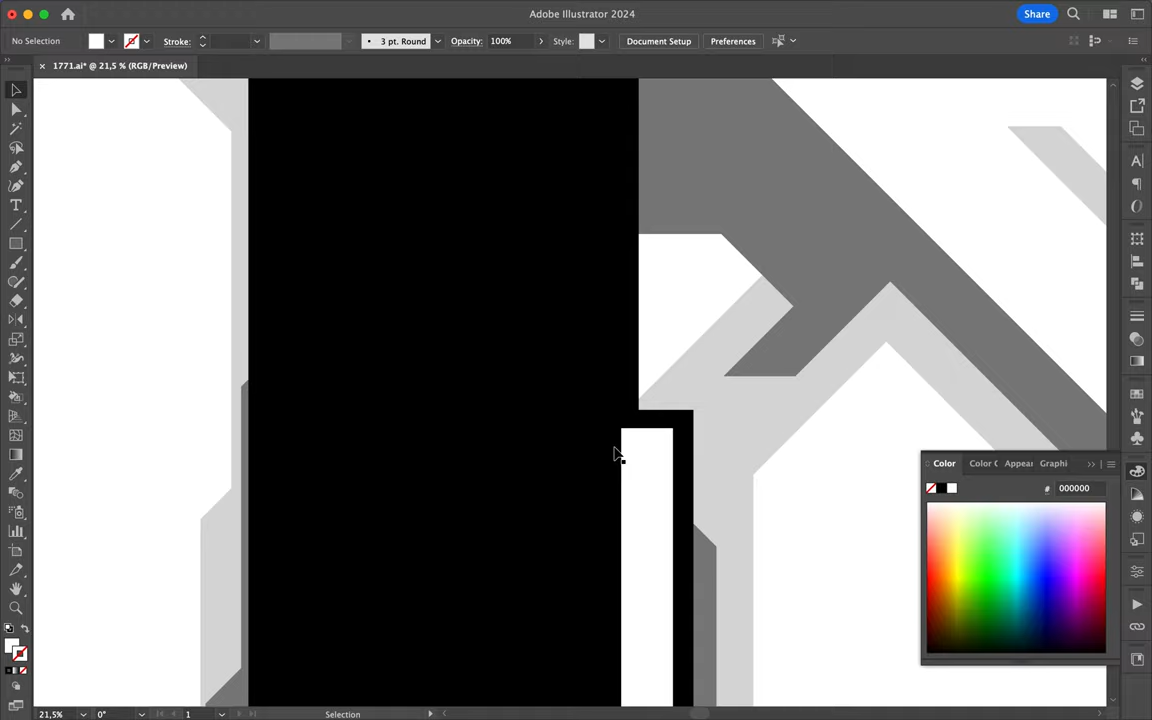 Adobe Illustrator 2024
Share
No Selection
Stroke:
3 pt. Round
Opacity:
100%
Style:
Document Setup
Preferences
1771.ai* @ 21,5 % (RGB/Preview)
Color
Color G
Appear
Graphi
# 000000
21,5%
0°
1
Selection